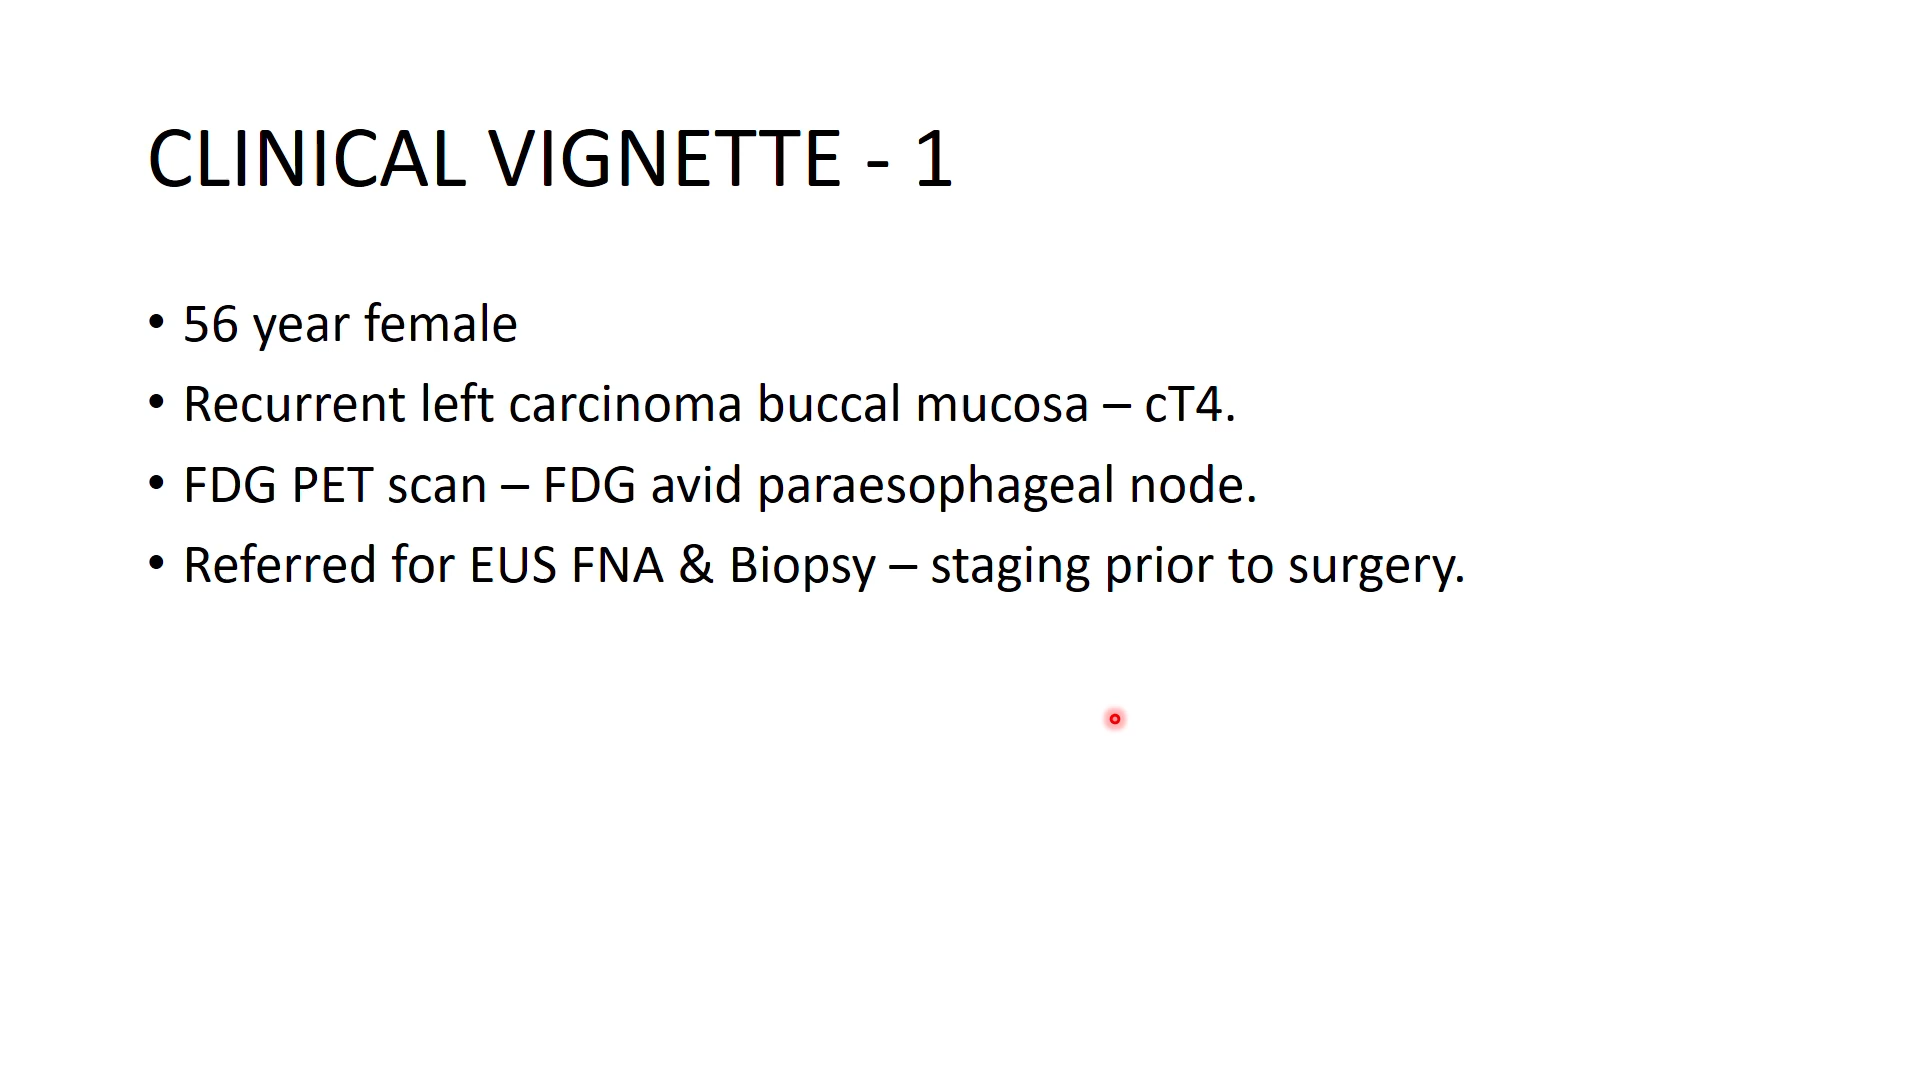 CLINICAL VIGNETTE - 1
• 56 year female
• Recurrent left carcinoma buccal mucosa – cT4.
• FDG PET scan – FDG avid paraesophageal node.
• Referred for EUS FNA & Biopsy – staging prior to surgery.